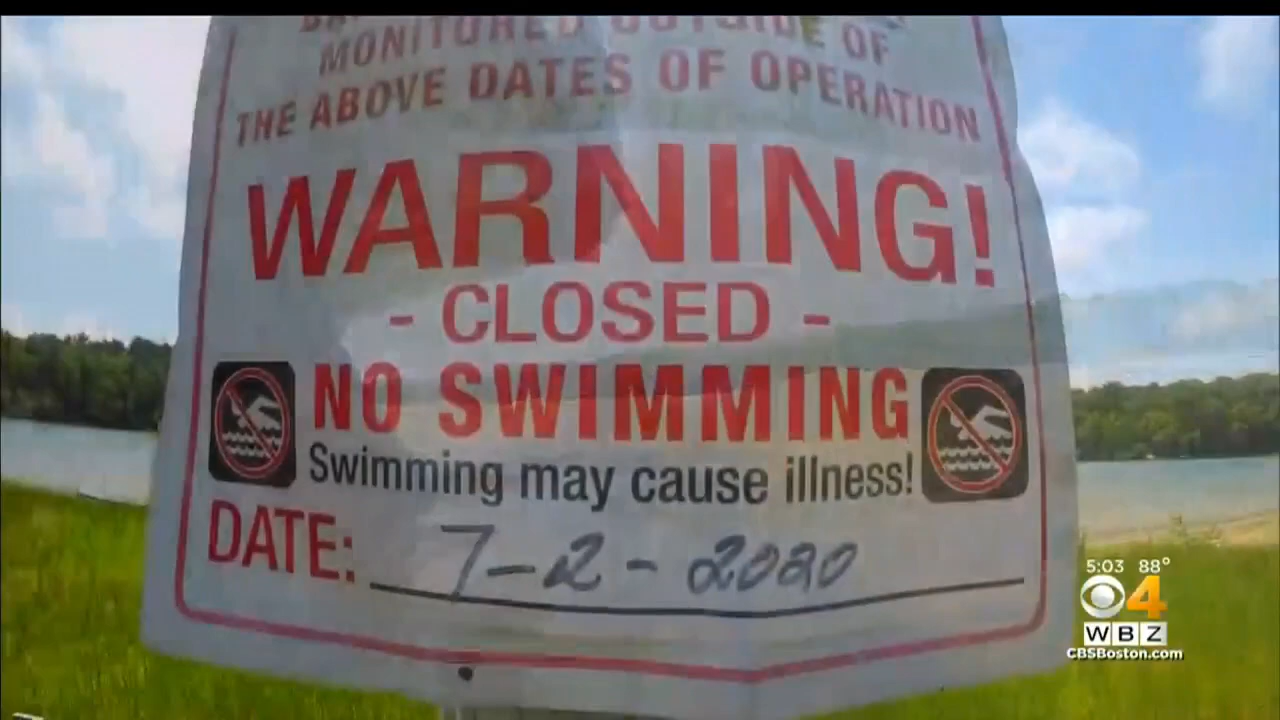 MONITORED OUTSIDE OF
THE ABOVE DATES OF OPERATION
WARNING!
- CLOSED -
NO SWIMMING
Swimming may cause illness!
DATE: 7-2-2020
5:03 88°
4
WBZ
CBSBoston.com